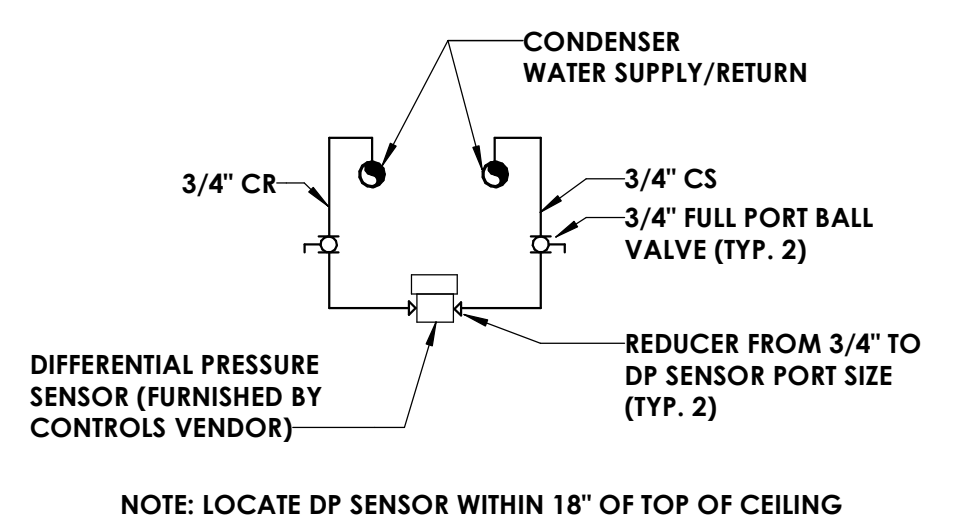 CONDENSER
WATER SUPPLY/RETURN
3/4" CR
3/4" CS
3/4" FULL PORT BALL
VALVE (TYP. 2)
REDUCER FROM 3/4" TO
DP SENSOR PORT SIZE
(TYP. 2)
DIFFERENTIAL PRESSURE
SENSOR (FURNISHED BY
CONTROLS VENDOR)
NOTE: LOCATE DP SENSOR WITHIN 18" OF TOP OF CEILING